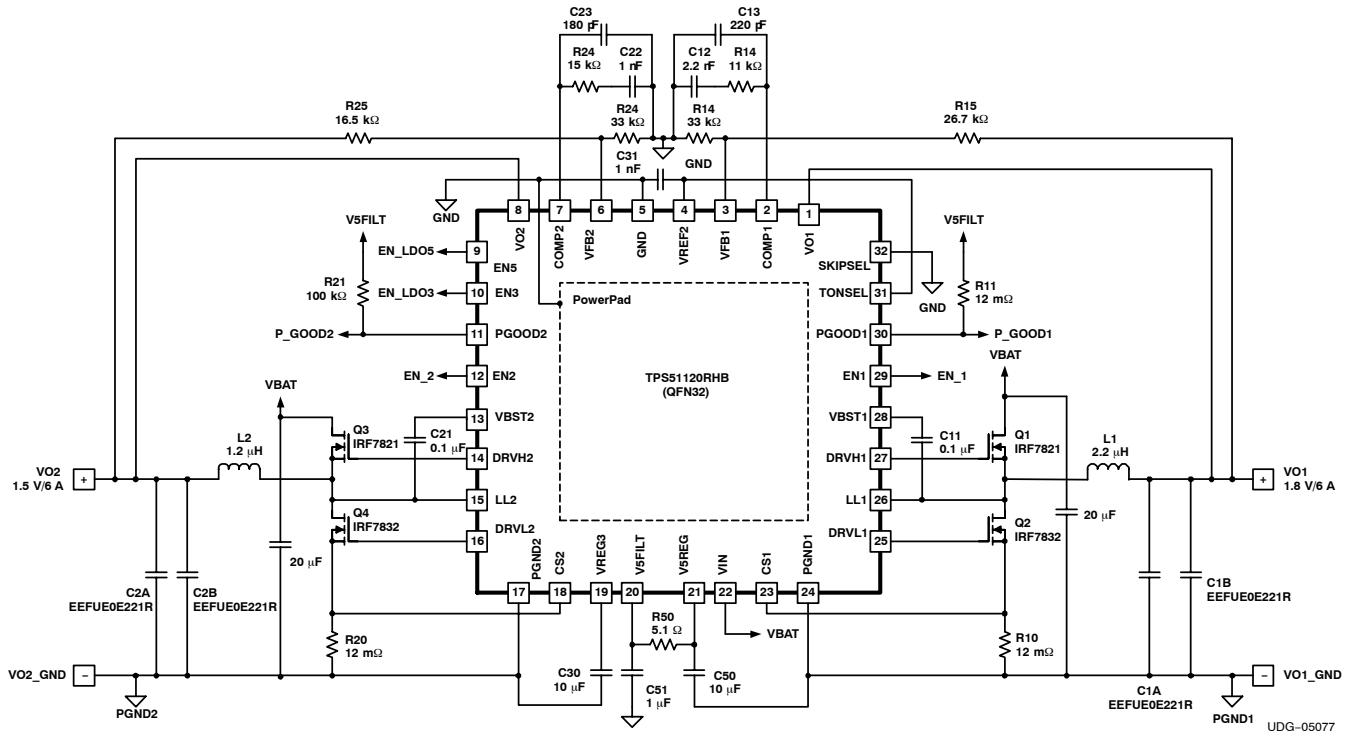 C23
180 pF
C13
220 pF
R24
15 kΩ
C22
1 nF
C12
2.2 nF
R14
11 kΩ
R25
16.5 kΩ
R24
33 kΩ
R14
33 kΩ
R15
26.7 kΩ
C31
1 nF
GND
GND
8
7
6
5
4
3
2
1
VO2
COMP2
VFB2
GND
VREF2
VFB1
COMP1
VO1
V5FILT
V5FILT
EN_LDO5
9
EN5
32
SKIPSEL
GND
R21
100 kΩ
EN_LDO3
10
EN3
PowerPad
TONSEL
31
R11
12 mΩ
P_GOOD2
11
PGOOD2
PGOOD1
30
P_GOOD1
TPS51120RHB
(QFN32)
EN_2
12
EN2
EN1
29
EN_1
VBAT
VBAT
13
VBST2
VBST1
28
L2
1.2 μH
Q3
IRF7821
C21
0.1 μF
C11
0.1 μF
Q1
IRF7821
L1
2.2 μH
14
DRVH2
DRVH1
27
VO2
1.5 V/6 A
+
+
VO1
1.8 V/6 A
15
LL2
LL1
26
Q4
IRF7832
Q2
IRF7832
20 μF
DRVL2
16
DRVL1
25
20 μF
PGND2
CS2
VREG3
V5FILT
V5REG
VIN
CS1
PGND1
C2A
EEFUE0E221R
C2B
EEFUE0E221R
C1B
EEFUE0E221R
17
18
19
20
21
22
23
24
R50
5.1 Ω
VBAT
R20
12 mΩ
R10
12 mΩ
VO2_GND
−
−
VO1_GND
C30
10 μF
C51
1 μF
C50
10 μF
C1A
EEFUE0E221R
PGND2
PGND1
UDG–05077